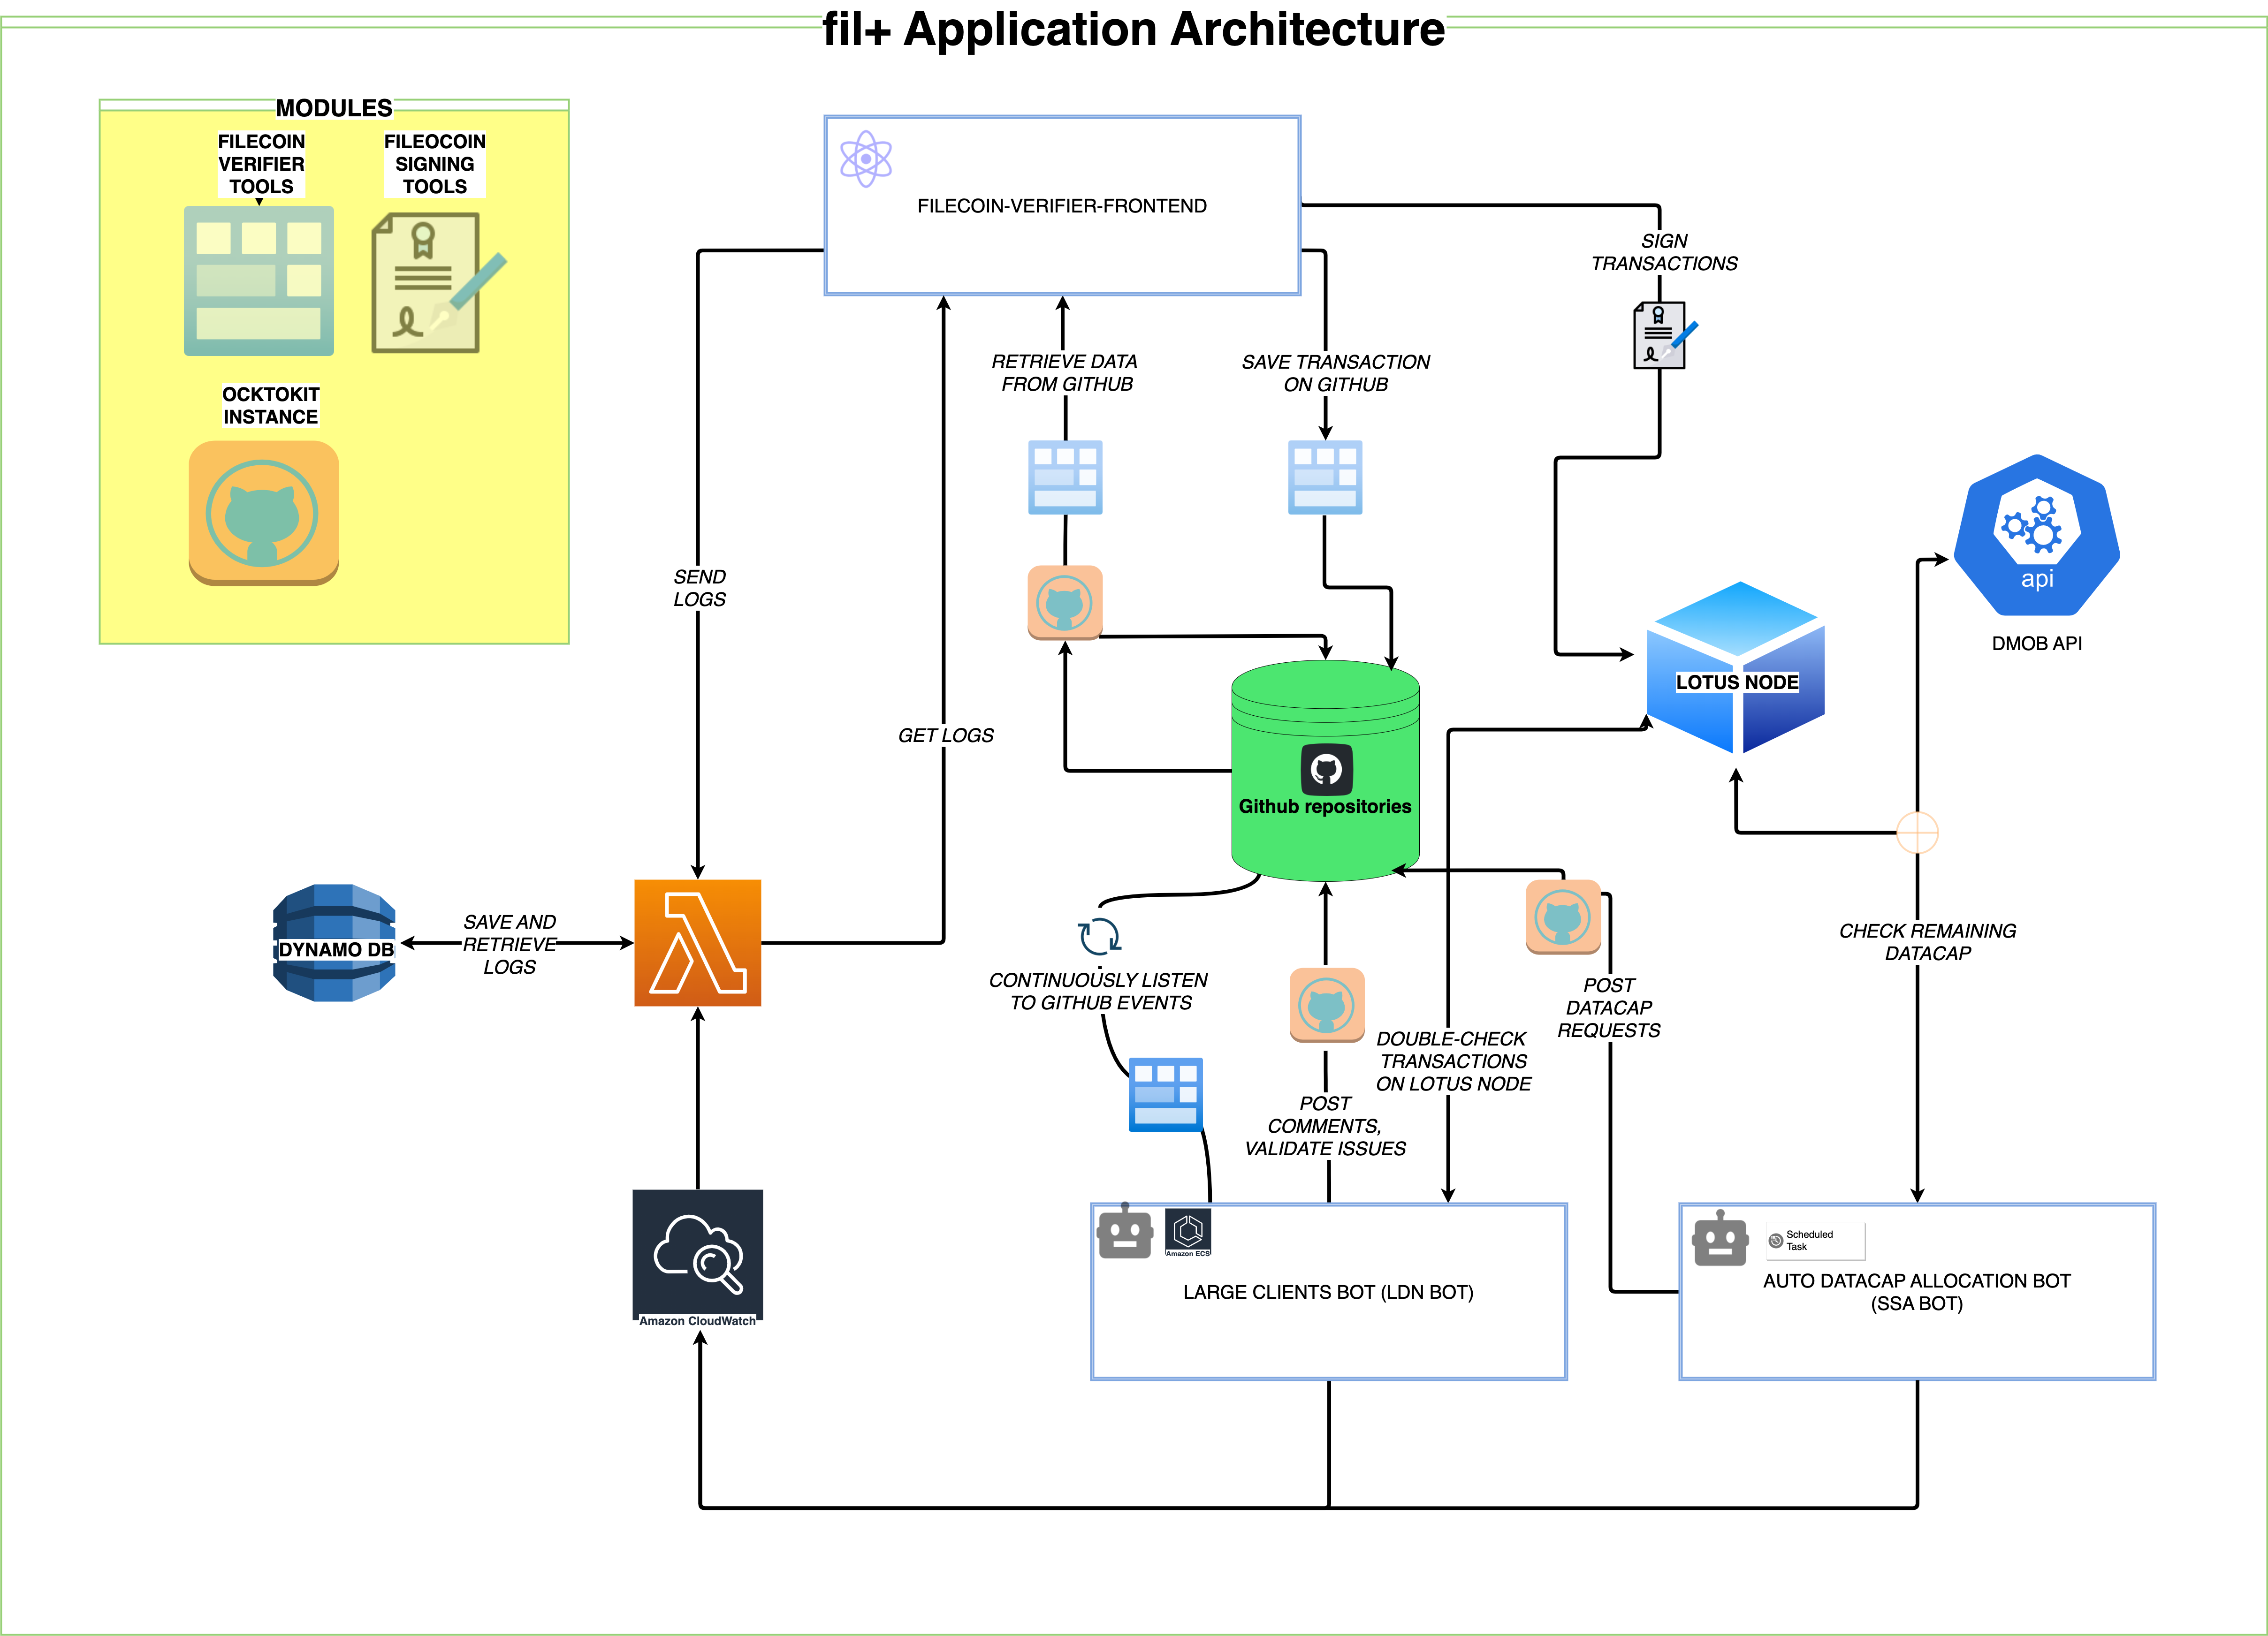 fil+ Application Architecture
MODULES
FILECOIN
VERIFIER
TOOLS
FILEOCOIN
SIGNING
TOOLS
OCKTOKIT
INSTANCE
FILECOIN-VERIFIER-FRONTEND
SIGN
TRANSACTIONS
RETRIEVE DATA
FROM GITHUB
SAVE TRANSACTION
ON GITHUB
SEND
LOGS
GET LOGS
api
DMOB API
LOTUS NODE
Github repositories
DYNAMO DB
SAVE AND
RETRIEVE
LOGS
CONTINUOUSLY LISTEN
TO GITHUB EVENTS
POST
COMMENTS,
VALIDATE ISSUES
DOUBLE-CHECK
TRANSACTIONS
ON LOTUS NODE
POST
DATACAP
REQUESTS
CHECK REMAINING
DATACAP
Amazon CloudWatch
Amazon ECS
LARGE CLIENTS BOT (LDN BOT)
Scheduled
Task
AUTO DATACAP ALLOCATION BOT
(SSA BOT)